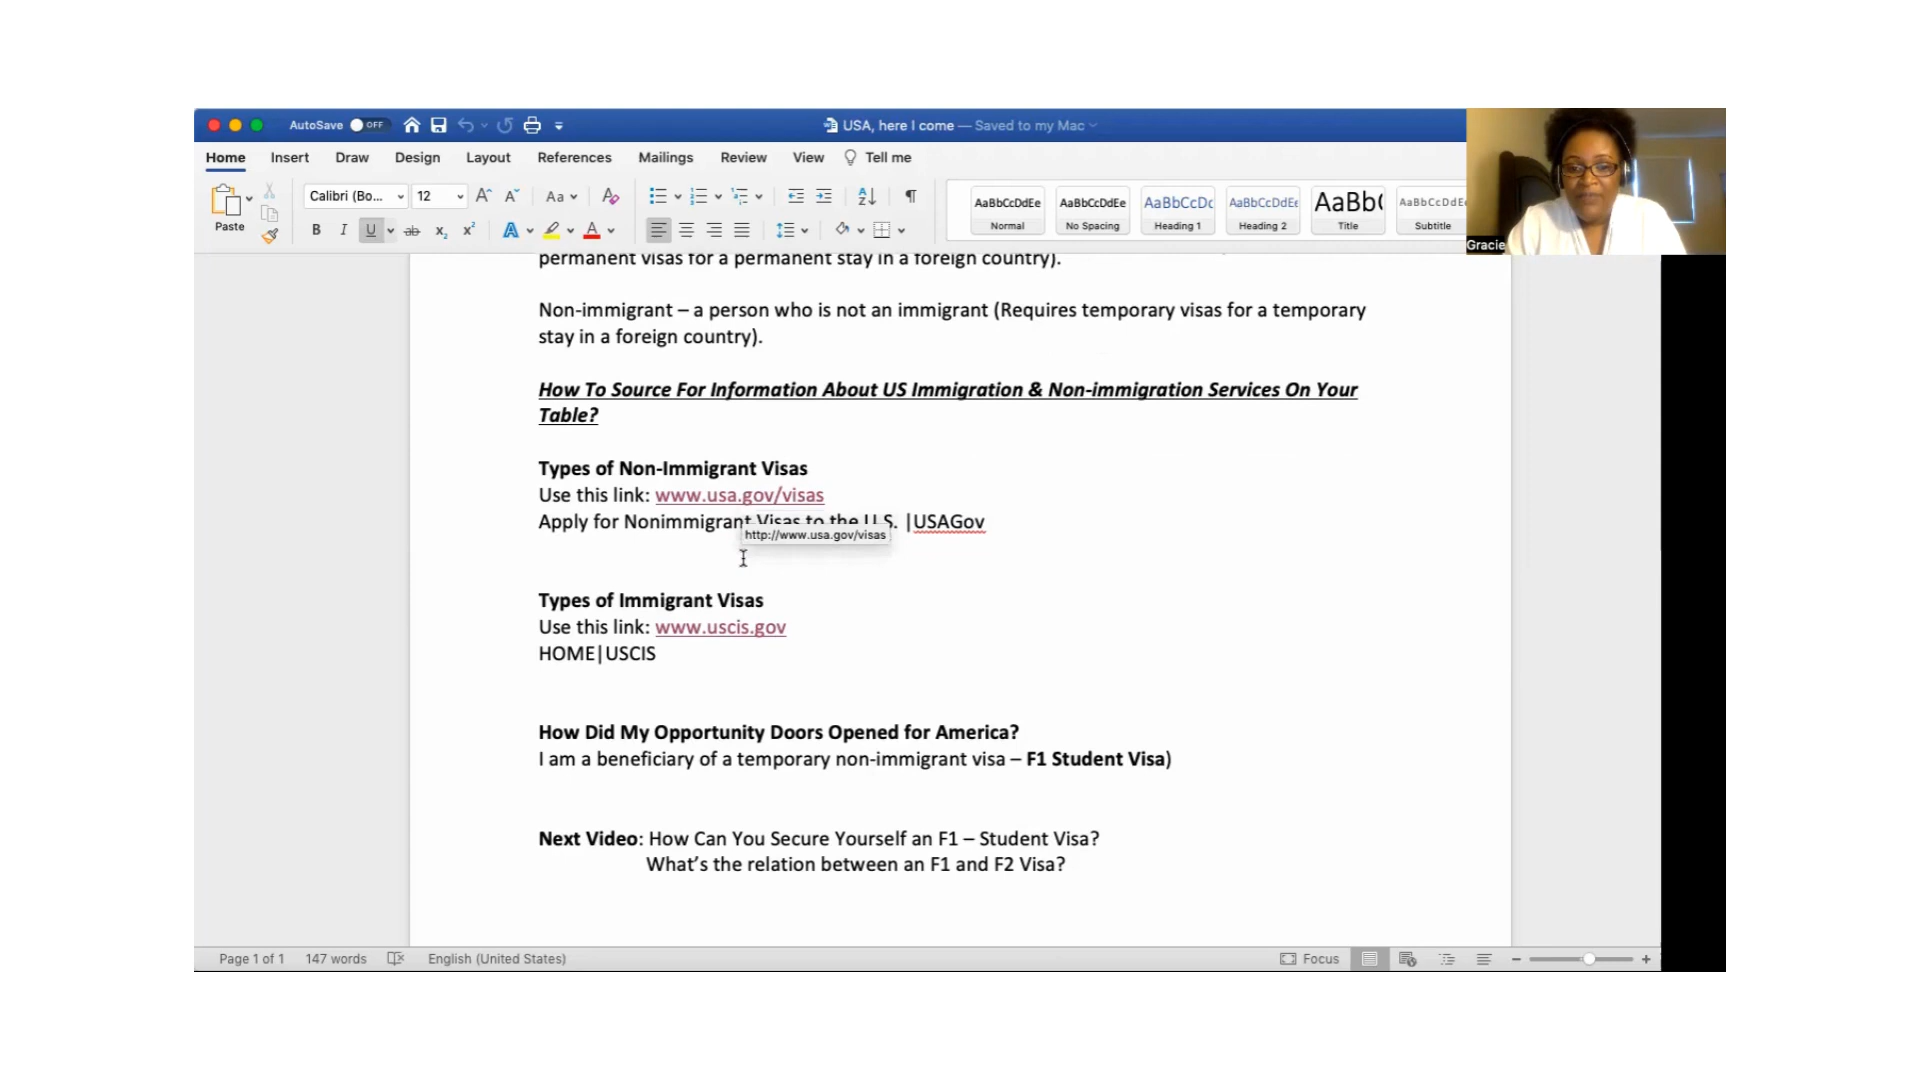 AutoSave OFF
USA, here I come — Saved to my Mac
Home Insert Draw Design Layout References Mailings Review View Tell me
Paste
Calibri (Bo... 12
AaBbCcDdEe AaBbCcDdEe AaBbCcDc AaBbCcDdEe AaBb( AaBbCcDdEe
Normal No Spacing Heading 1 Heading 2 Title Subtitle
Gracie
permanent visas for a permanent stay in a foreign country).
Non-immigrant – a person who is not an immigrant (Requires temporary visas for a temporary
stay in a foreign country).
How To Source For Information About US Immigration & Non-immigration Services On Your
Table?
Types of Non-Immigrant Visas
Use this link: www.usa.gov/visas
Apply for Nonimmigrant Visas to the U.S. |USAGov
http://www.usa.gov/visas
Types of Immigrant Visas
Use this link: www.uscis.gov
HOME|USCIS
How Did My Opportunity Doors Opened for America?
I am a beneficiary of a temporary non-immigrant visa – F1 Student Visa)
Next Video: How Can You Secure Yourself an F1 – Student Visa?
What's the relation between an F1 and F2 Visa?
Page 1 of 1 147 words English (United States) Focus